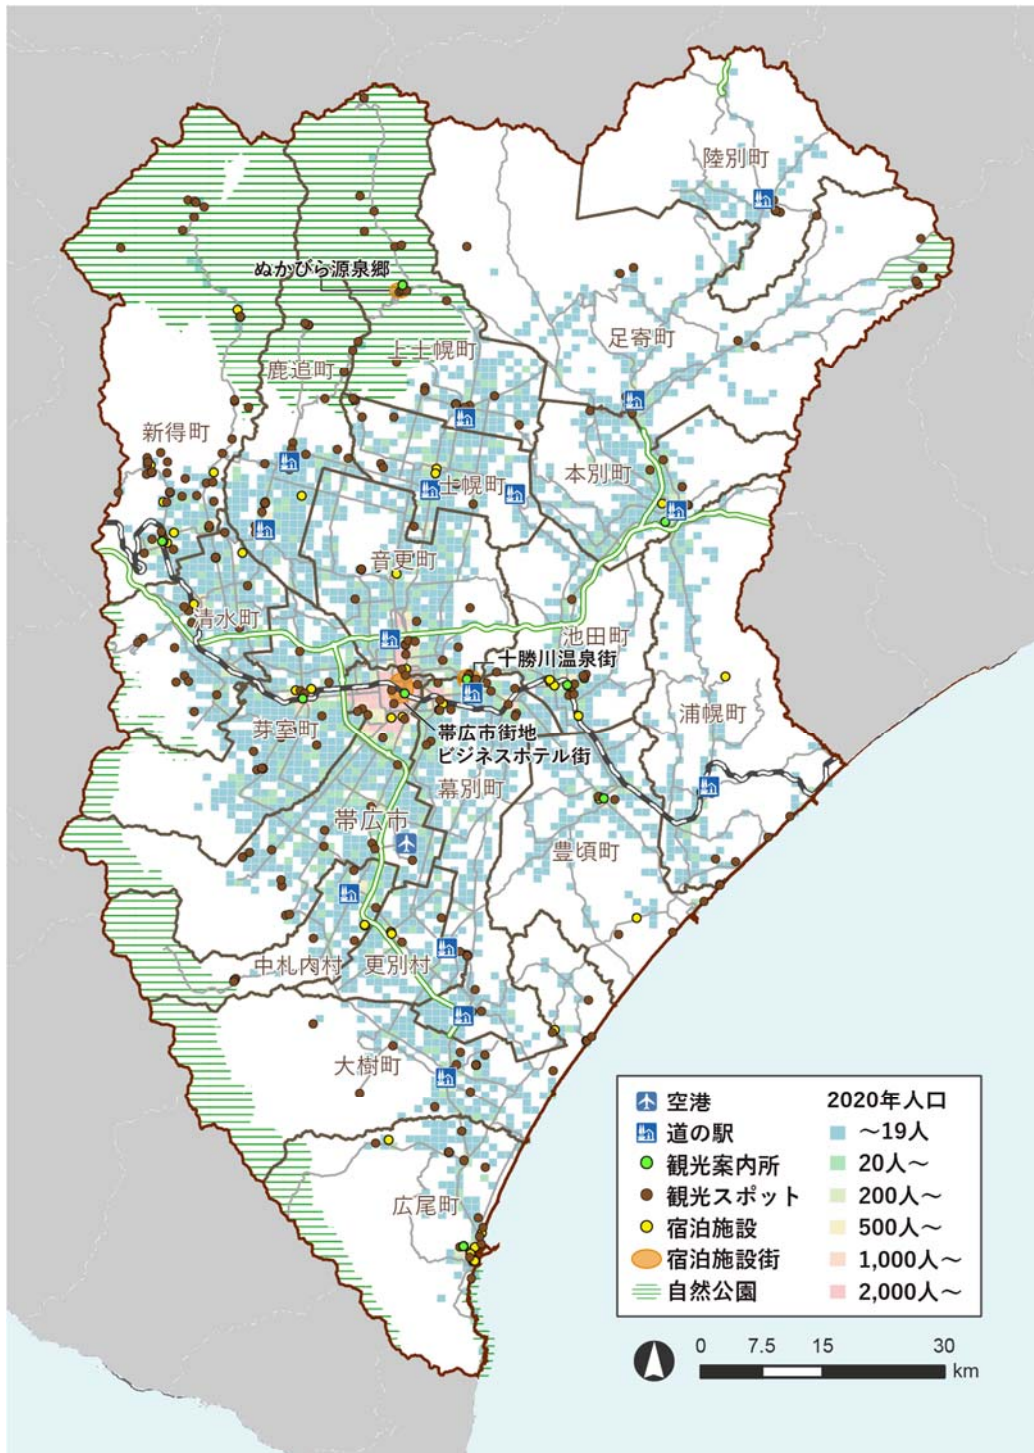 陸別町
ぬかびら源泉郷
足寄町
上士幌町
鹿追町
新得町
本別町
士幌町
音更町
清水町
池田町
十勝川温泉街
浦幌町
芽室町
帯広市街地
ビジネスホテル街
幕別町
帯広市
豊頃町
中札内村
更別村
大樹町
広尾町
空港
道の駅
観光案内所
観光スポット
宿泊施設
宿泊施設街
自然公園
2020年人口
～19人
20人～
200人～
500人～
1,000人～
2,000人～
0 7.5 15 30
km